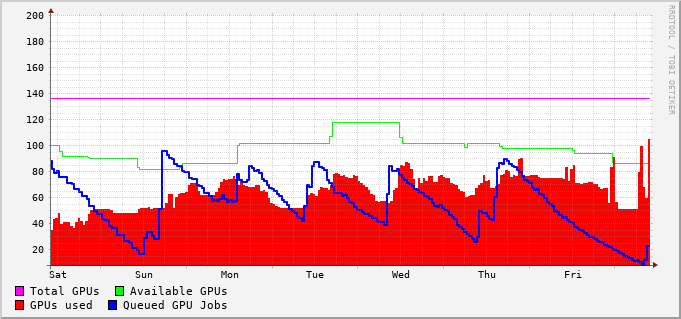 RRDTOOL / TOBI OETIKER
200
180
160
140
120
100
80
60
40
20
Sat Sun Mon Tue Wed Thu Fri
Total GPUs Available GPUs
GPUs used Queued GPU Jobs